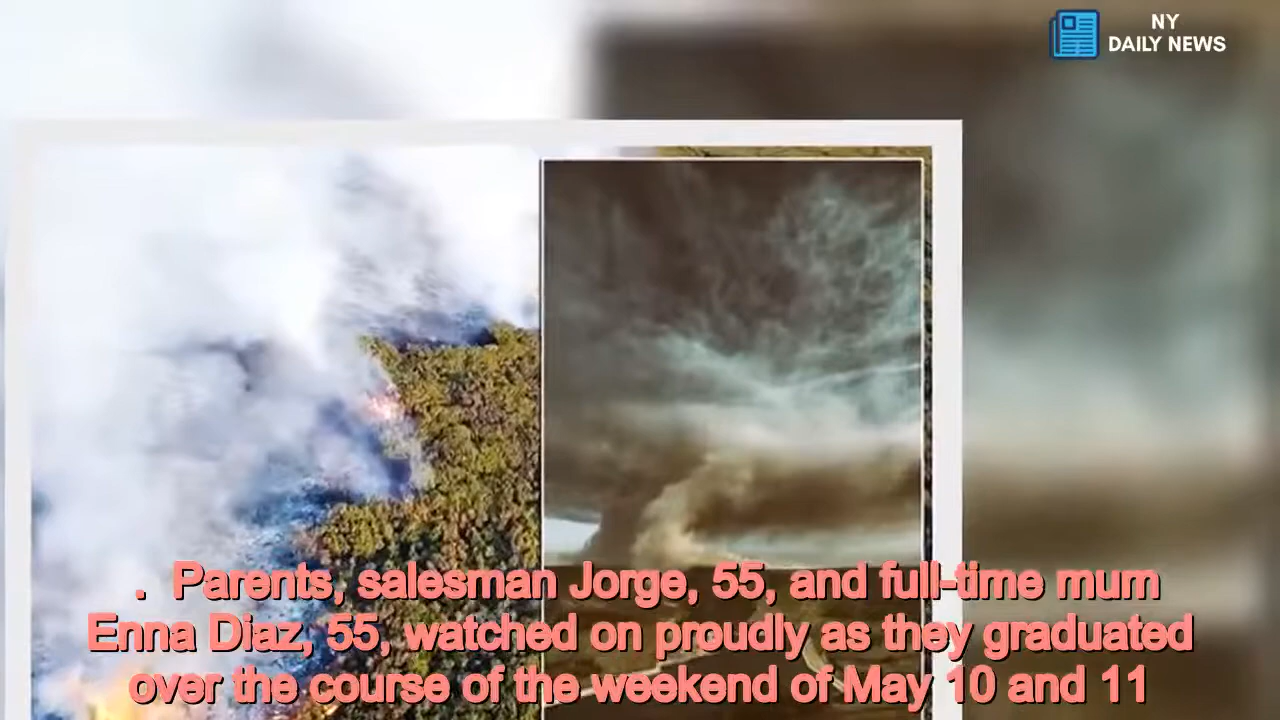 NY
DAILY NEWS
. Parents, salesman Jorge, 55, and full-time mum
Enna Diaz, 55, watched on proudly as they graduated
over the course of the weekend of May 10 and 11